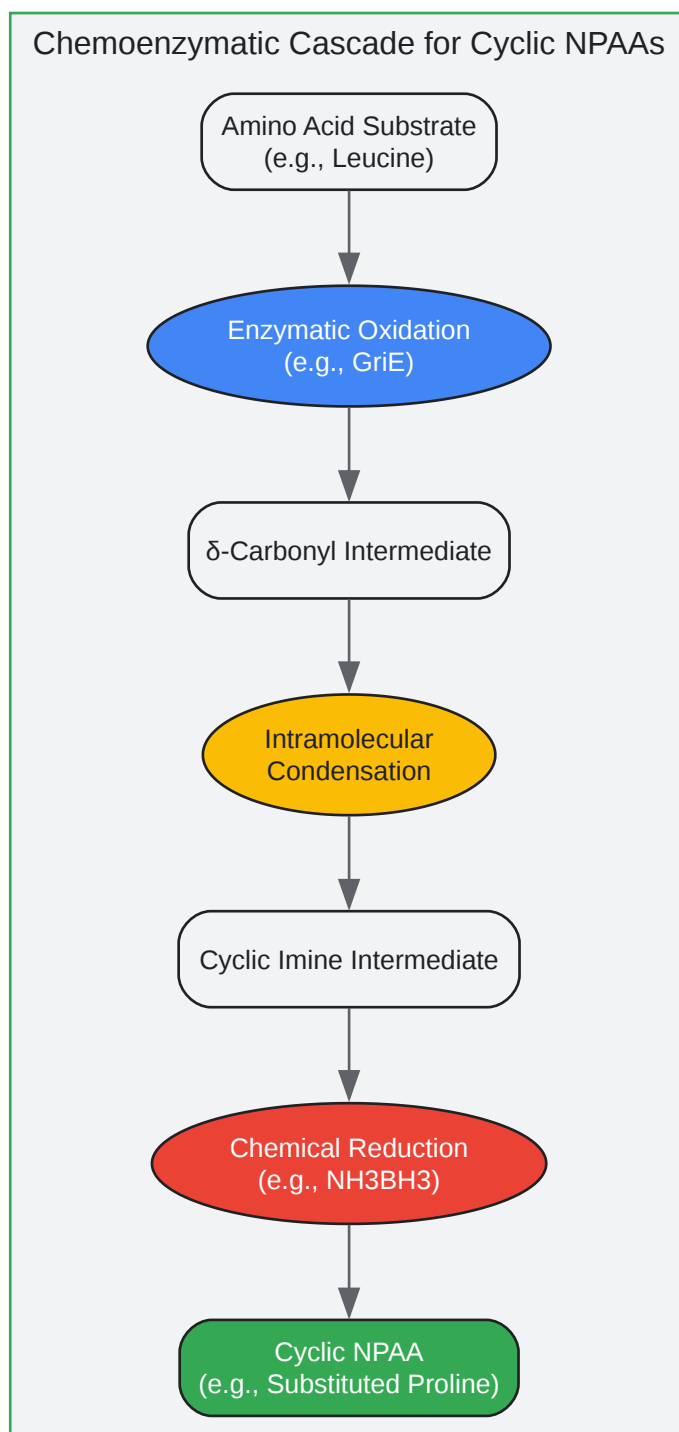 Chemoenzymatic Cascade for Cyclic NPAAs
Amino Acid Substrate
(e.g., Leucine)
Enzymatic Oxidation
(e.g., GriE)
δ-Carbonyl Intermediate
Intramolecular
Condensation
Cyclic Imine Intermediate
Chemical Reduction
(e.g., NH3BH3)
Cyclic NPAA
(e.g., Substituted Proline)